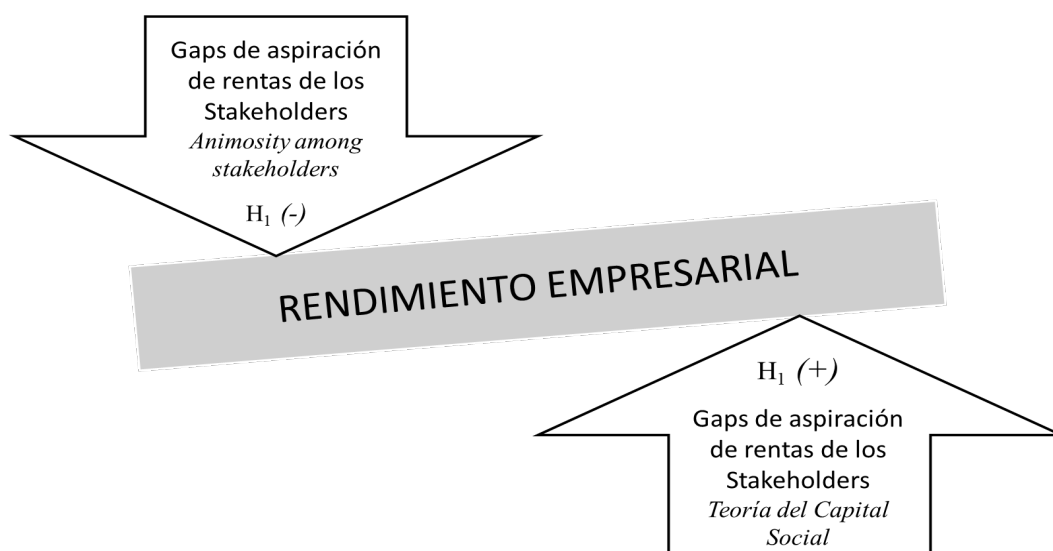 Gaps de aspiración
de rentas de los
Stakeholders
Animosity among
stakeholders
H₁ (-)
RENDIMIENTO EMPRESARIAL
H₁ (+)
Gaps de aspiración
de rentas de los
Stakeholders
Teoría del Capital
Social